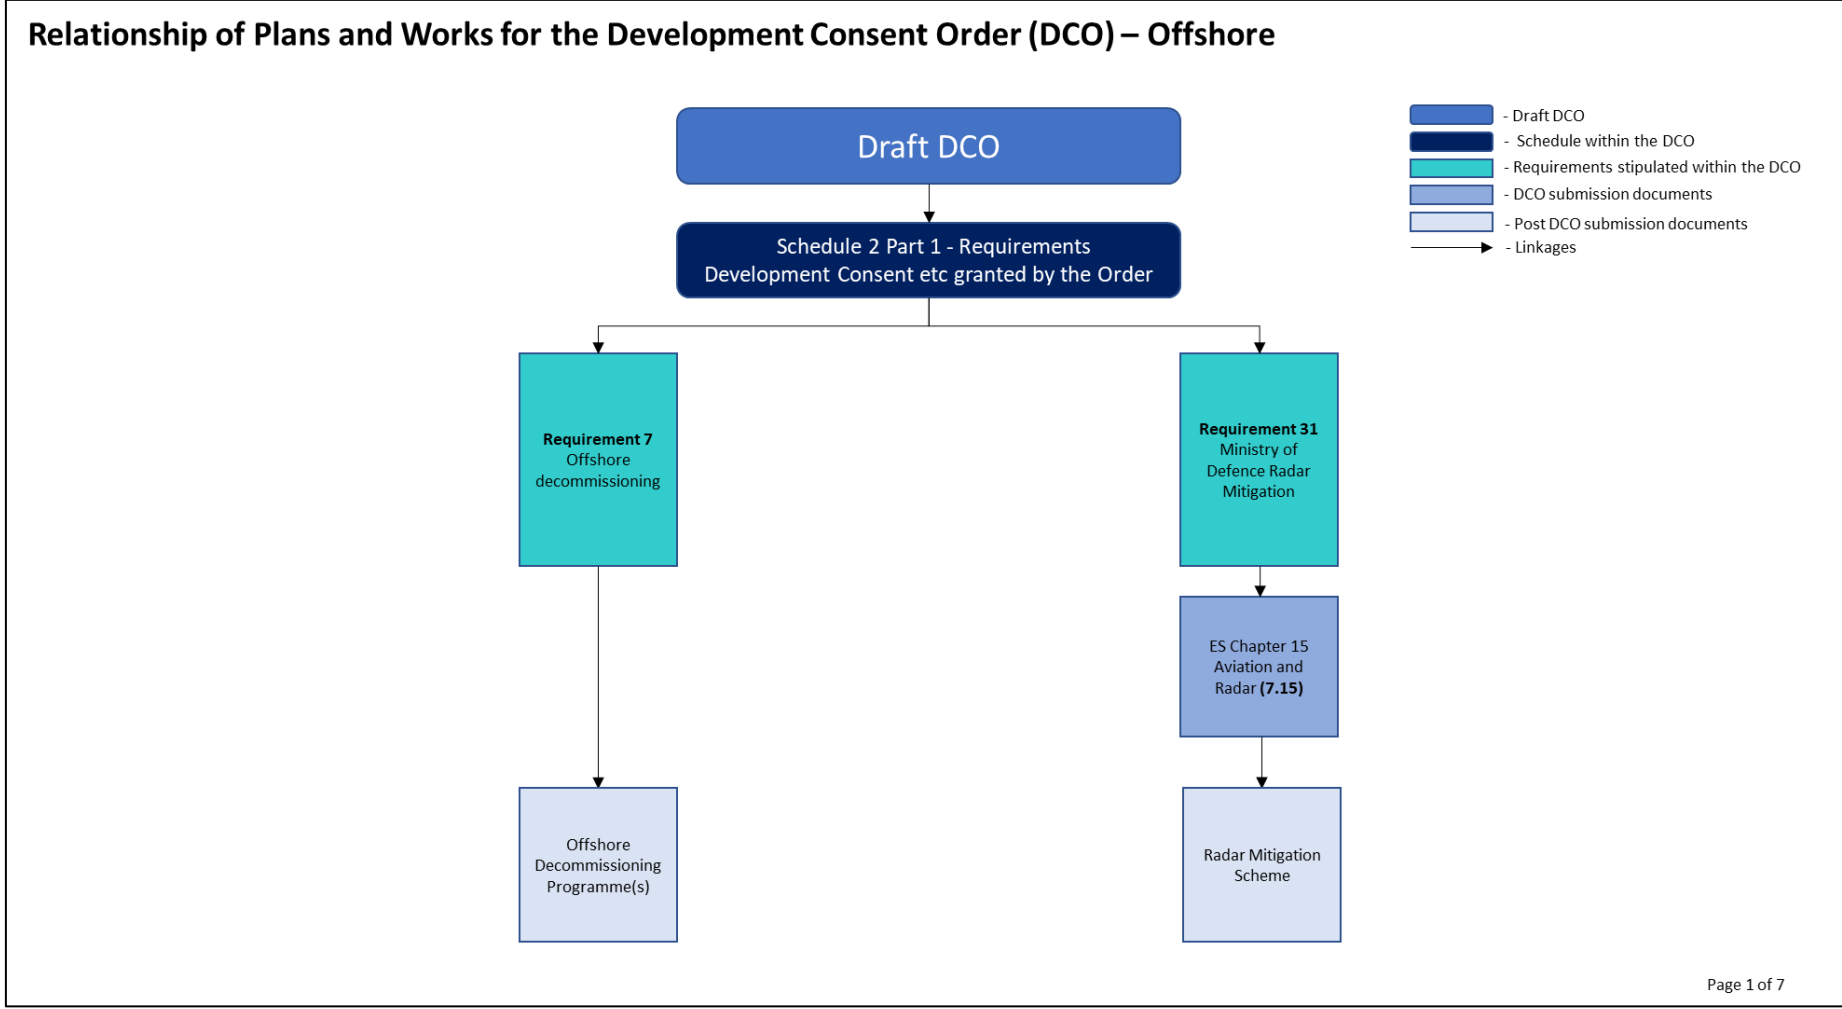 Relationship of Plans and Works for the Development Consent Order (DCO) – Offshore
Draft DCO
- Draft DCO
- Schedule within the DCO
- Requirements stipulated within the DCO
- DCO submission documents
- Post DCO submission documents
- Linkages
Schedule 2 Part 1 - Requirements
Development Consent etc granted by the Order
Requirement 7
Offshore
decommissioning
Requirement 31
Ministry of
Defence Radar
Mitigation
ES Chapter 15
Aviation and
Radar (7.15)
Offshore
Decommissioning
Programme(s)
Radar Mitigation
Scheme
Page 1 of 7